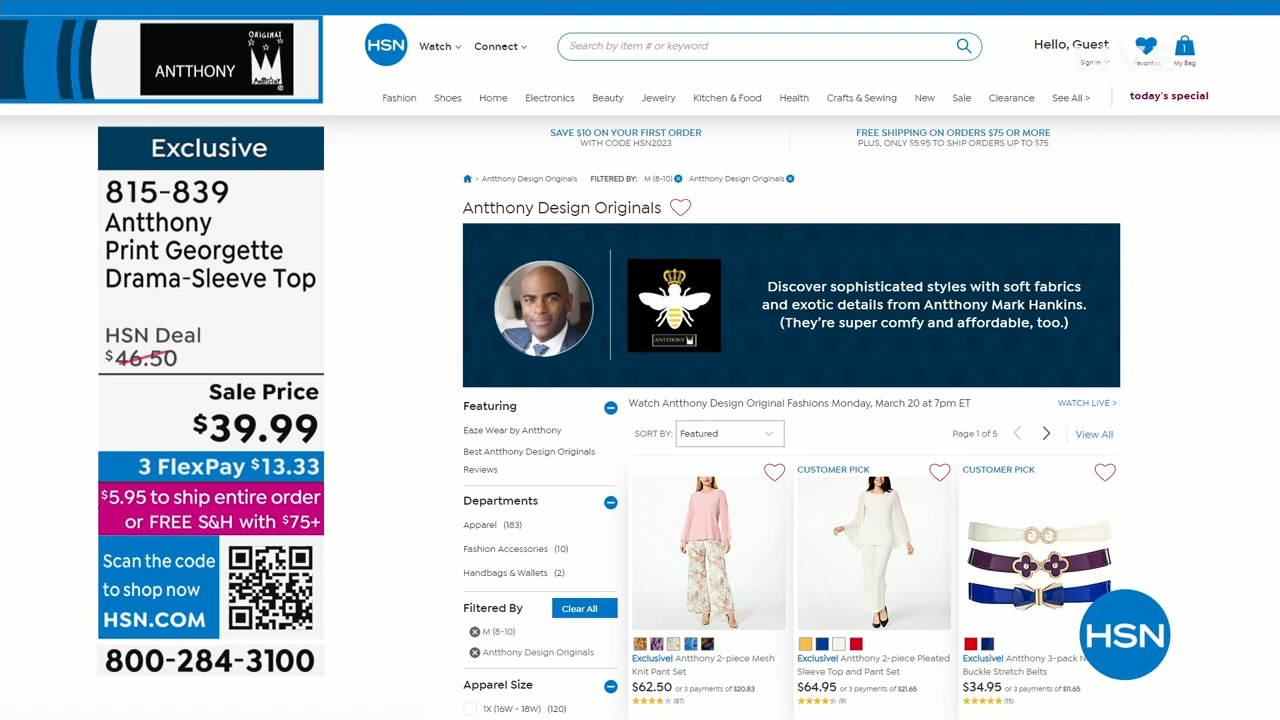 ANTTHONY
ORIGINAL
HSN
Watch
Connect
Search by item # or keyword
Hello, Guest
Sign In
Favorites
1
My Bag
Fashion Shoes Home Electronics Beauty Jewelry Kitchen & Food Health Crafts & Sewing New Sale Clearance See All > today's special
SAVE $10 ON YOUR FIRST ORDER
WITH CODE HSN2023
FREE SHIPPING ON ORDERS $75 OR MORE
PLUS, ONLY $5.95 TO SHIP ORDERS UP TO $75
Exclusive
815-839
Antthony
Print Georgette
Drama-Sleeve Top
HSN Deal
$46.50
Sale Price
$39.99
3 FlexPay $13.33
$5.95 to ship entire order
or FREE S&H with $75+
Scan the code
to shop now
HSN.COM
800-284-3100
> Antthony Design Originals FILTERED BY: M (8-10) Antthony Design Originals
Antthony Design Originals
ANTTHONY
Discover sophisticated styles with soft fabrics
and exotic details from Antthony Mark Hankins.
(They're super comfy and affordable, too.)
Featuring
Eaze Wear by Antthony
Best Antthony Design Originals
Reviews
Departments
Apparel (183)
Fashion Accessories (10)
Handbags & Wallets (2)
Filtered By
Clear All
M (8-10)
Antthony Design Originals
Apparel Size
1X (16W - 18W) (120)
Watch Antthony Design Original Fashions Monday, March 20 at 7pm ET
WATCH LIVE >
SORT BY: Featured
Page 1 of 5
View All
Exclusive! Antthony 2-piece Mesh
Knit Pant Set
$62.50 or 3 payments of $20.83
(87)
CUSTOMER PICK
Exclusive! Antthony 2-piece Pleated
Sleeve Top and Pant Set
$64.95 or 3 payments of $21.65
(9)
CUSTOMER PICK
Exclusive! Antthony 3-pack
Buckle Stretch Belts
$34.95 or 3 payments of $11.65
(15)
HSN